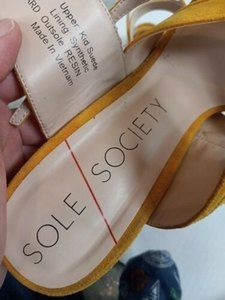 Upper: Kid Suede
Lining: Synthetic
Outsole: RESIN
Made In Vietnam
SOLE SOCIETY